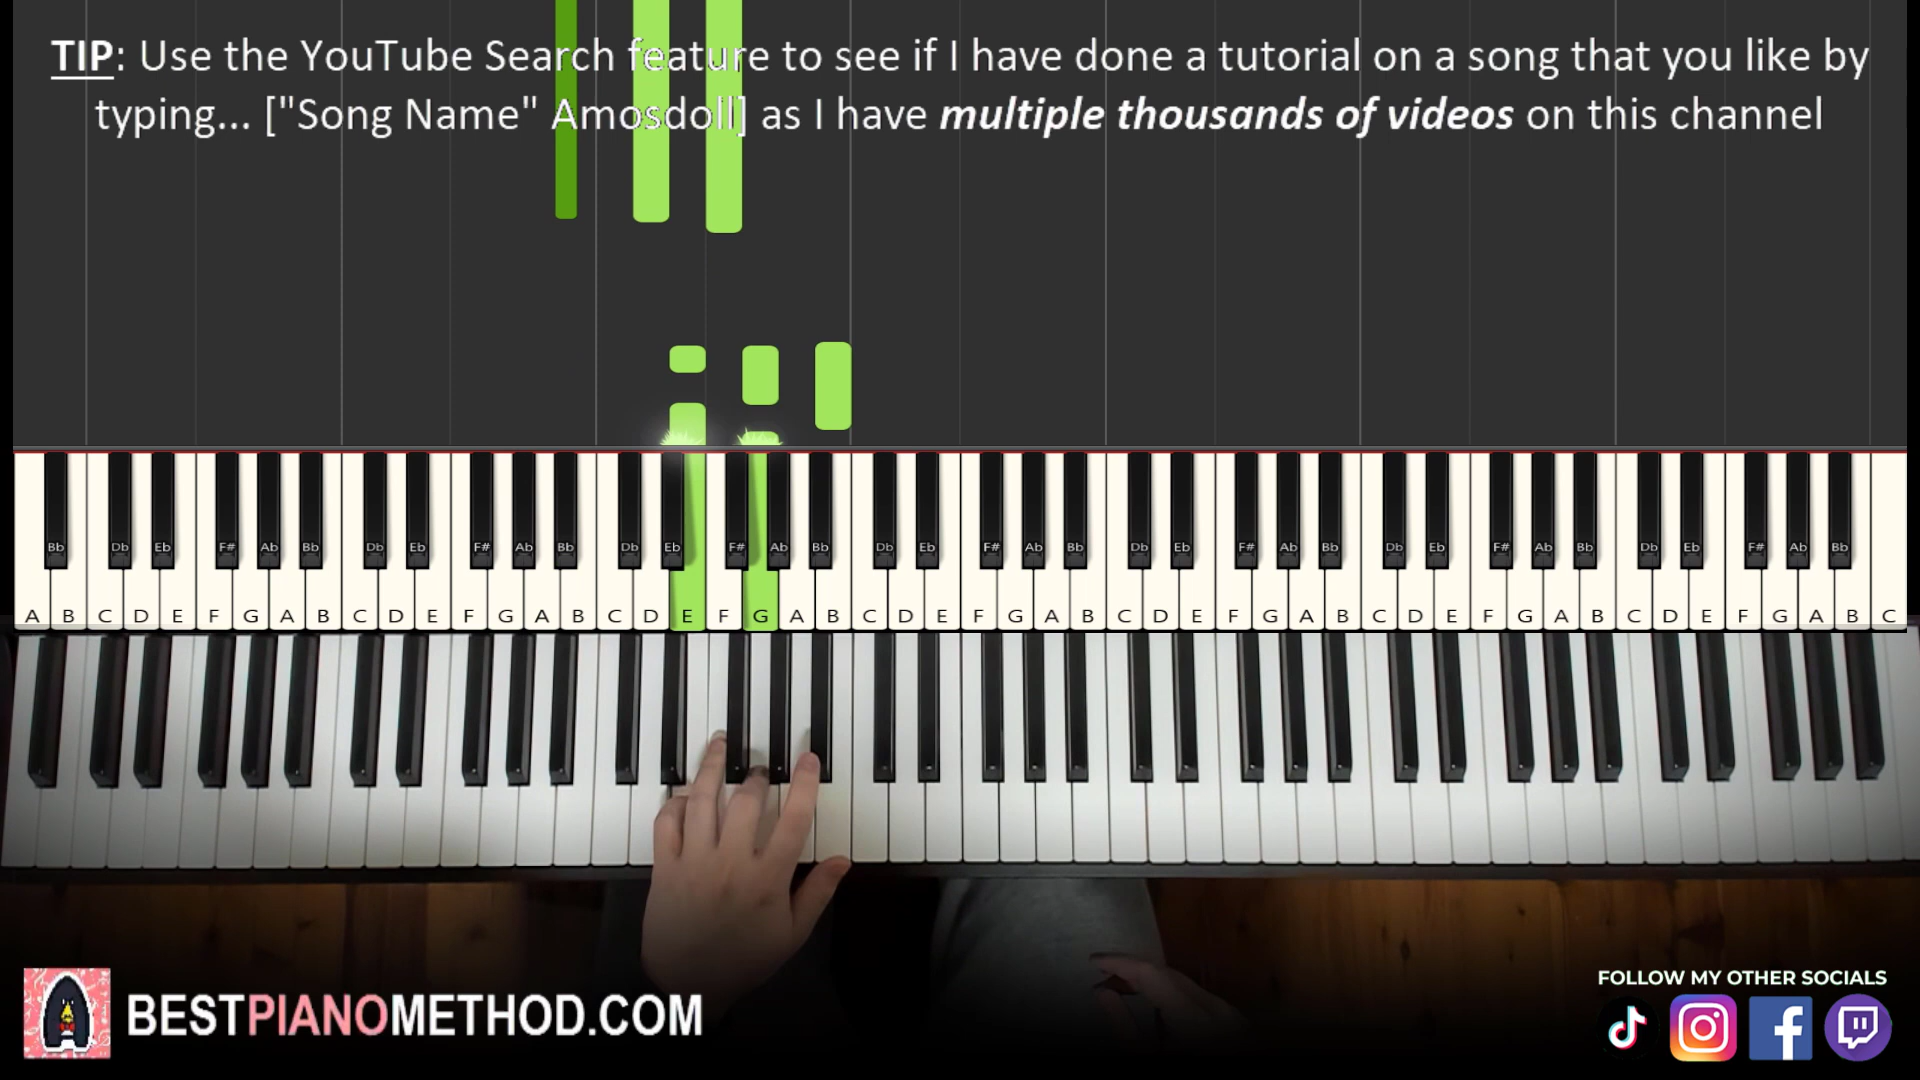 TIP: Use the YouTube Search feature to see if I have done a tutorial on a song that you like by
typing... ["Song Name" Amosdoll] as I have multiple thousands of videos on this channel
Bb Db Eb F# Ab Bb Db Eb F# Ab Bb Db Eb F# Ab Bb Db Eb F# Ab Bb Db Eb F# Ab Bb Db Eb F# Ab Bb Db Eb F# Ab Bb
A B C D E F G A B C D E F G A B C D E F G A B C D E F G A B C D E F G A B C D E F G A B C D E F G A B C
FOLLOW MY OTHER SOCIALS
BESTPIANOMETHOD.COM